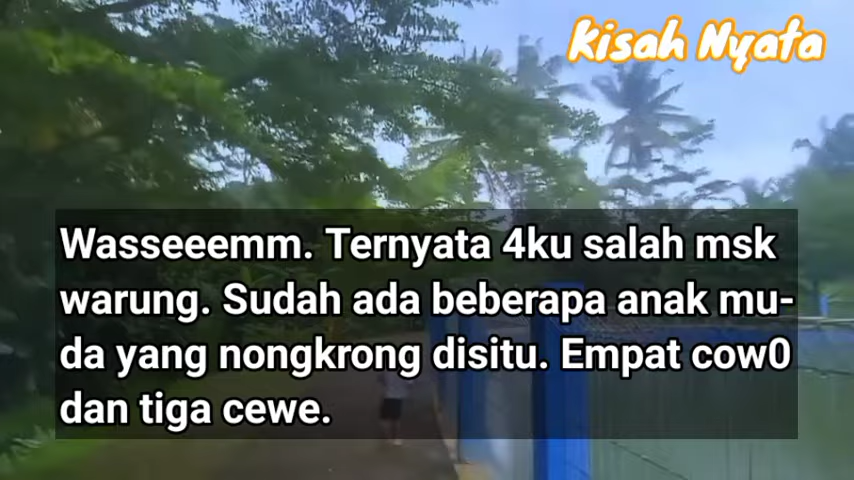 Kisah Nyata
Wasseeemm. Ternyata 4ku salah msk
warung. Sudah ada beberapa anak mu-
da yang nongkrong disitu. Empat cow0
dan tiga cewe.